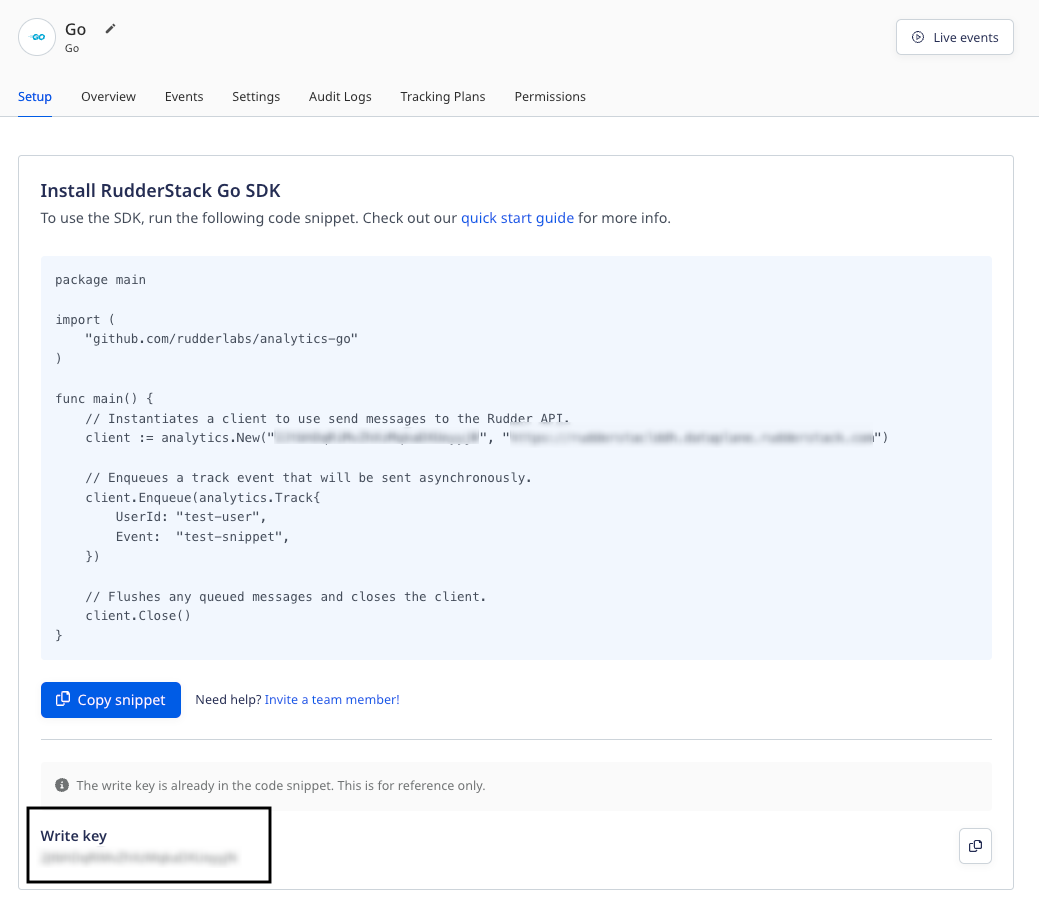 GO
Go
Go
Live events
Setup Overview Events Settings Audit Logs Tracking Plans Permissions
Install RudderStack Go SDK
To use the SDK, run the following code snippet. Check out our quick start guide for more info.
package main
import (
    "github.com/rudderlabs/analytics-go"
)
func main() {
    // Instantiates a client to use send messages to the Rudder API.
    client := analytics.New("", "")
    // Enqueues a track event that will be sent asynchronously.
    client.Enqueue(analytics.Track{
        UserId: "test-user",
        Event:  "test-snippet",
    })
    // Flushes any queued messages and closes the client.
    client.Close()
}
Copy snippet Need help? Invite a team member!
The write key is already in the code snippet. This is for reference only.
Write key